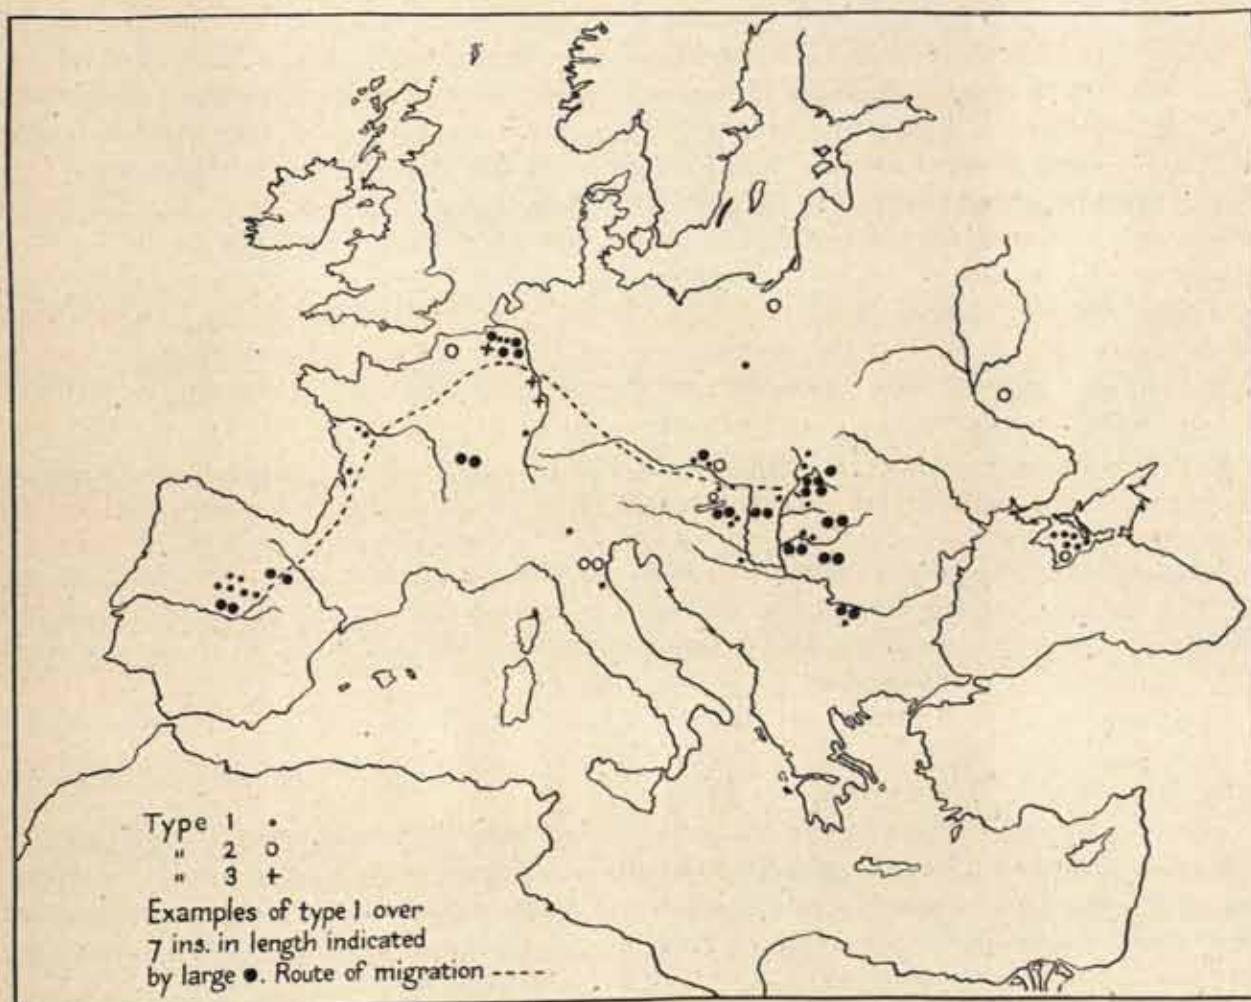 Type 1 •
" 2 o
" 3 +
Examples of type 1 over
7 ins. in length indicated
by large ●. Route of migration -----